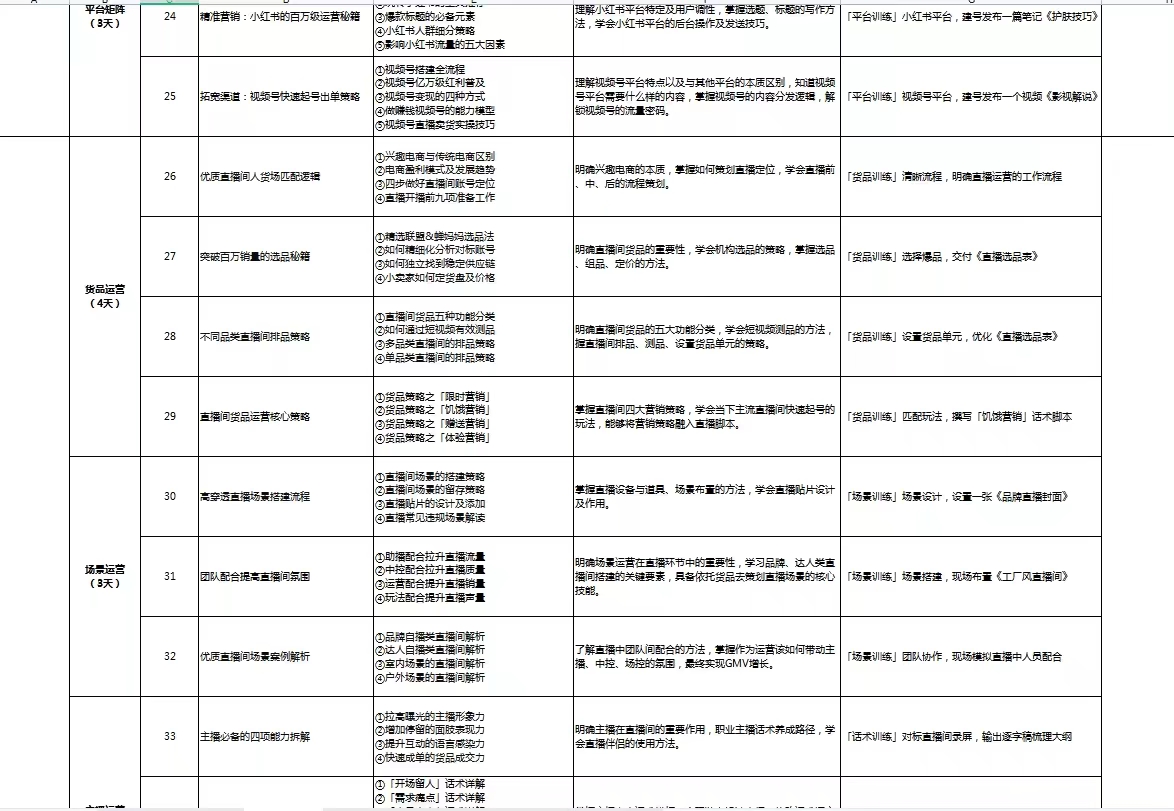 平台矩阵
（3天）
24
精准营销：小红书的百万级运营秘籍
③爆款标题的必备元素
④小红书人群细分策略
⑤影响小红书流量的五大因素
理解小红书平台特定及用户调性，掌握选题、标题的写作方
法，学会小红书平台的后台操作及发送技巧。
「平台训练」小红书平台，建号发布一篇笔记《护肤技巧》
25
拓宽渠道：视频号快速起号出单策略
①视频号搭建全流程
②视频号亿万级红利普及
③视频号变现的四种方式
④做赚钱视频号的能力模型
⑤视频号直播卖货实操技巧
理解视频号平台特点以及与其他平台的本质区别，知道视频
号平台需要什么样的内容，掌握视频号的内容分发逻辑，解
锁视频号的流量密码。
「平台训练」视频号平台，建号发布一个视频《影视解说》
货品运营
（4天）
26
优质直播间人货场匹配逻辑
①兴趣电商与传统电商区别
②电商盈利模式及发展趋势
③四步做好直播间账号定位
④直播开播前九项准备工作
明确兴趣电商的本质，掌握如何策划直播定位，学会直播前
、中、后的流程策划。
「货品训练」清晰流程，明确直播运营的工作流程
27
突破百万销量的选品秘籍
①精选联盟&蝉妈妈选品法
②如何精细化分析对标账号
③如何独立找到稳定供应链
④小卖家如何定货盘及价格
明确直播间货品的重要性，学会机构选品的策略，掌握选品
、组品、定价的方法。
「货品训练」选择爆品，交付《直播选品表》
28
不同品类直播间排品策略
①直播间货品五种功能分类
②如何通过短视频有效测品
③多品类直播间的排品策略
④单品类直播间的排品策略
明确直播间货品的五大功能分类，学会短视频测品的方法，
握直播间排品、测品、设置货品单元的策略。
「货品训练」设置货品单元，优化《直播选品表》
29
直播间货品运营核心策略
①货品策略之「限时营销」
②货品策略之「饥饿营销」
③货品策略之「赠送营销」
④货品策略之「体验营销」
掌握直播间四大营销策略，学会当下主流直播间快速起号的
玩法，能够将营销策略融入直播脚本。
「货品训练」匹配玩法，撰写「饥饿营销」话术脚本
场景运营
（3天）
30
高穿透直播场景搭建流程
①直播间场景的搭建策略
②直播间场景的留存策略
③直播贴片的设计及添加
④直播常见违规场景解读
掌握直播设备与道具、场景布置的方法，学会直播贴片设计
及作用。
「场景训练」场景设计，设置一张《品牌直播封面》
31
团队配合提高直播间氛围
①助播配合拉升直播流量
②中控配合拉升直播质量
③运营配合提升直播销量
④玩法配合提升直播声量
明确场景运营在直播环节中的重要性，学习品牌、达人类直
播间搭建的关键要素，具备依托货品去策划直播场景的核心
技能。
「场景训练」场景搭建，现场布置《工厂风直播间》
32
优质直播间场景案例解析
①品牌自播类直播间解析
②达人自播类直播间解析
③室内场景的直播间解析
④户外场景的直播间解析
了解直播中团队间配合的方法，掌握作为运营该如何带动主
播、中控、场控的氛围，最终实现GMV增长。
「场景训练」团队协作，现场模拟直播中人员配合
33
主播必备的四项能力拆解
①拉高曝光的主播形象力
②增加停留的面肢表现力
③提升互动的语言感染力
④快速成单的货品成交力
明确主播在直播间的重要作用，职业主播话术养成路径，学
会直播伴侣的使用方法。
「话术训练」对标直播间录屏，输出逐字稿梳理大纲
①「开场留人」话术详解
②「需求痛点」话术详解